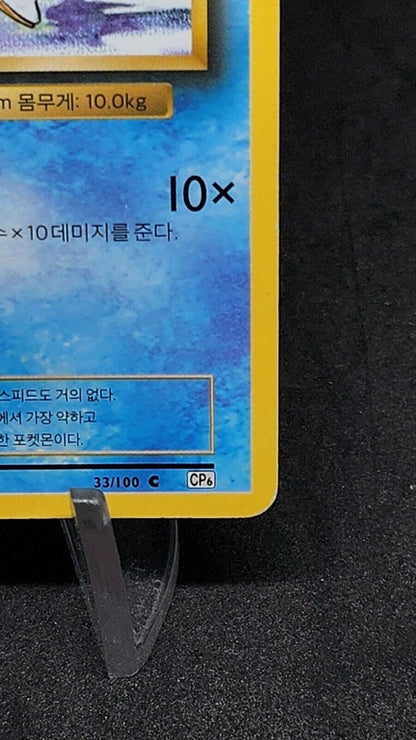 m 몸무게: 10.0kg
10×
수×10데미지를 준다.
스피드도 거의 없다.
에서 가장 약하고
한 포켓몬이다.
33/100 C CP6